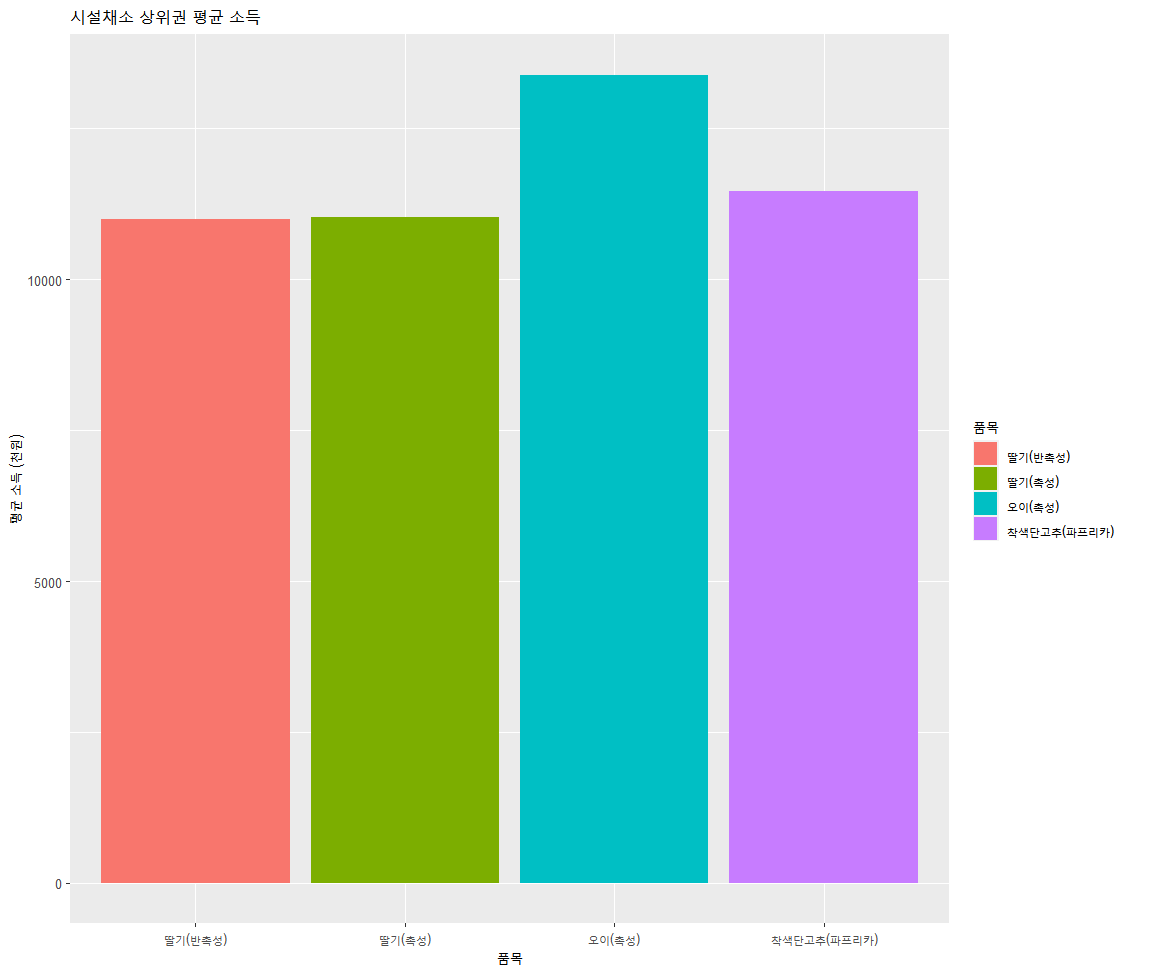 시설채소 상위권 평균 소득
평균 소득 (천원)
10000
5000
0
딸기(반촉성)
딸기(촉성)
오이(촉성)
착색단고추(파프리카)
품목
품목
딸기(반촉성)
딸기(촉성)
오이(촉성)
착색단고추(파프리카)